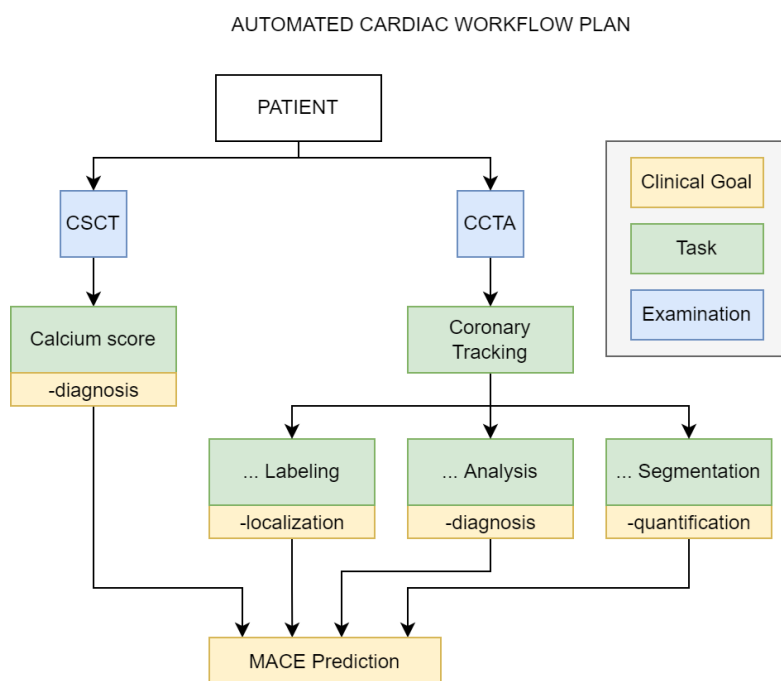 AUTOMATED CARDIAC WORKFLOW PLAN
PATIENT
CSCT
CCTA
Clinical Goal
Task
Examination
Calcium score
-diagnosis
Coronary
Tracking
... Labeling
-localization
... Analysis
-diagnosis
... Segmentation
-quantification
MACE Prediction